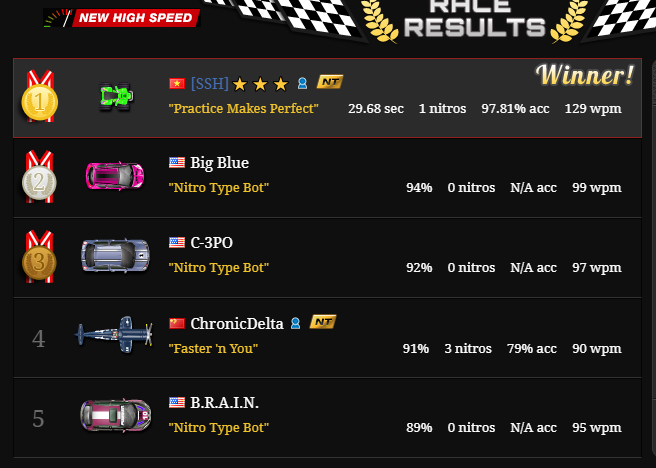 NEW HIGH SPEED
RACE
RESULTS
Winner!
1
[SSH]★ ★ ★ NT
"Practice Makes Perfect" 29.68 sec 1 nitros 97.81% acc 129 wpm
2
Big Blue
"Nitro Type Bot" 94% 0 nitros N/A acc 99 wpm
3
C-3PO
"Nitro Type Bot" 92% 0 nitros N/A acc 97 wpm
4
ChronicDelta NT
"Faster 'n You" 91% 3 nitros 79% acc 90 wpm
5
B.R.A.I.N.
"Nitro Type Bot" 89% 0 nitros N/A acc 95 wpm